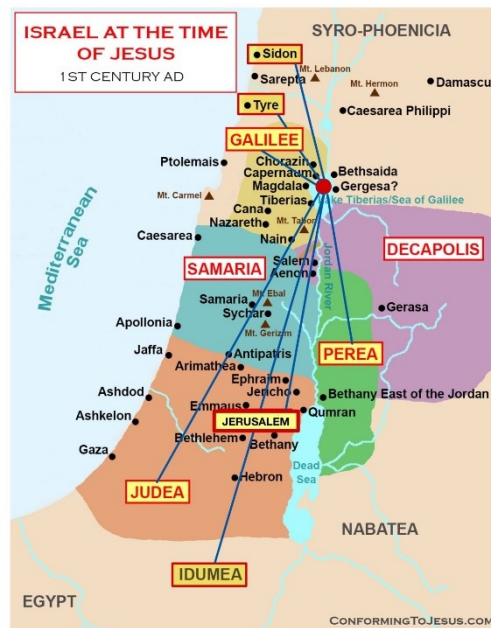 ISRAEL AT THE TIME
OF JESUS
1ST CENTURY AD
SYRO-PHOENICIA
Sidon
Mt. Lebanon
Sarepta
Mt. Hermon
Damascu
Tyre
Caesarea Philippi
GALILEE
Ptolemais
Chorazin
Capernaum
Bethsaida
Magdala
Gergesa?
Mt. Carmel
Tiberias
Lake Tiberias/Sea of Galilee
Cana
Mt. Tabor
Nazareth
Mediterranean
Sea
Caesarea
Nain
DECAPOLIS
Jordan River
SAMARIA
Salem
Aenon
Mt. Ebal
Samaria
Sychar
Gerasa
Mt. Gerizim
Apollonia
PEREA
Jaffa
Antipatris
Arimathea
Ephraim
Jericho
Ashdod
Bethany East of the Jordan
Emmaus
Qumran
Ashkelon
JERUSALEM
Bethlehem
Bethany
Gaza
Dead
Sea
Hebron
JUDEA
NABATEA
IDUMEA
EGYPT
CONFORMINGTOJESUS.COM